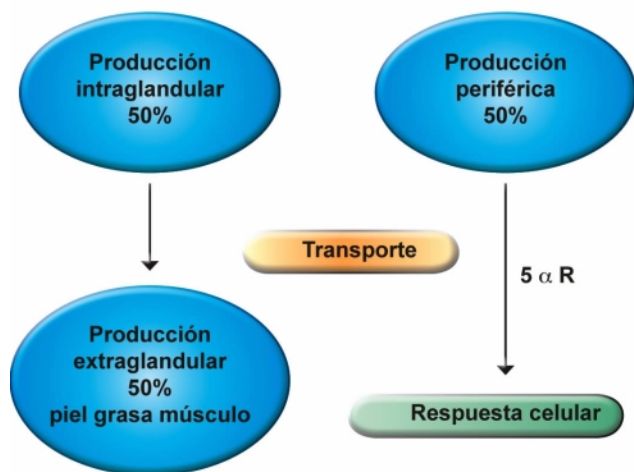 Producción
intraglandular
50%
Producción
periférica
50%
Transporte
5 α R
Producción
extraglandular
50%
piel grasa músculo
Respuesta celular